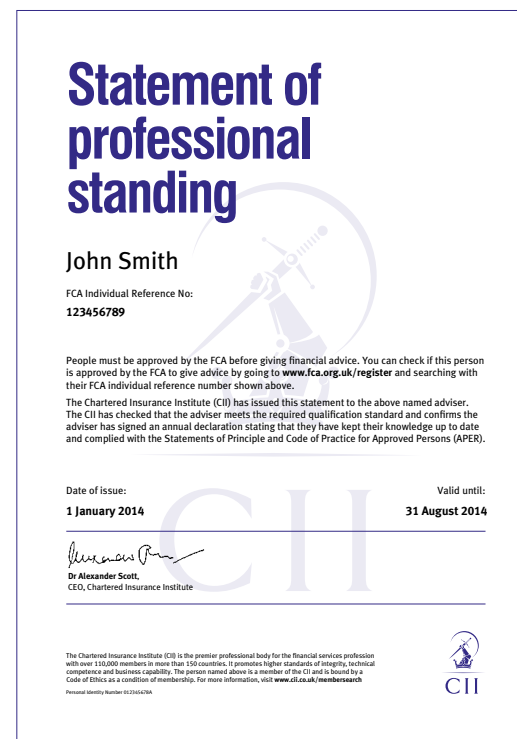 Statement of
professional
standing
John Smith
FCA Individual Reference No:
123456789
People must be approved by the FCA before giving financial advice. You can check if this person
is approved by the FCA to give advice by going to www.fca.org.uk/register and searching with
their FCA individual reference number shown above.
The Chartered Insurance Institute (CII) has issued this statement to the above named adviser.
The CII has checked that the adviser meets the required qualification standard and confirms the
adviser has signed an annual declaration stating that they have kept their knowledge up to date
and complied with the Statements of Principle and Code of Practice for Approved Persons (APER).
Date of issue: Valid until:
1 January 2014 31 August 2014
CII
Dr Alexander Scott,
CEO, Chartered Insurance Institute
The Chartered Insurance Institute (CII) is the premier professional body for the financial services profession
with over 110,000 members in more than 150 countries. It promotes higher standards of integrity, technical
competence and business capability. The person named above is a member of the CII and is bound by a
Code of Ethics as a condition of membership. For more information, visit www.cii.co.uk/membersearch
Personal Identity Number 012345678A
CII